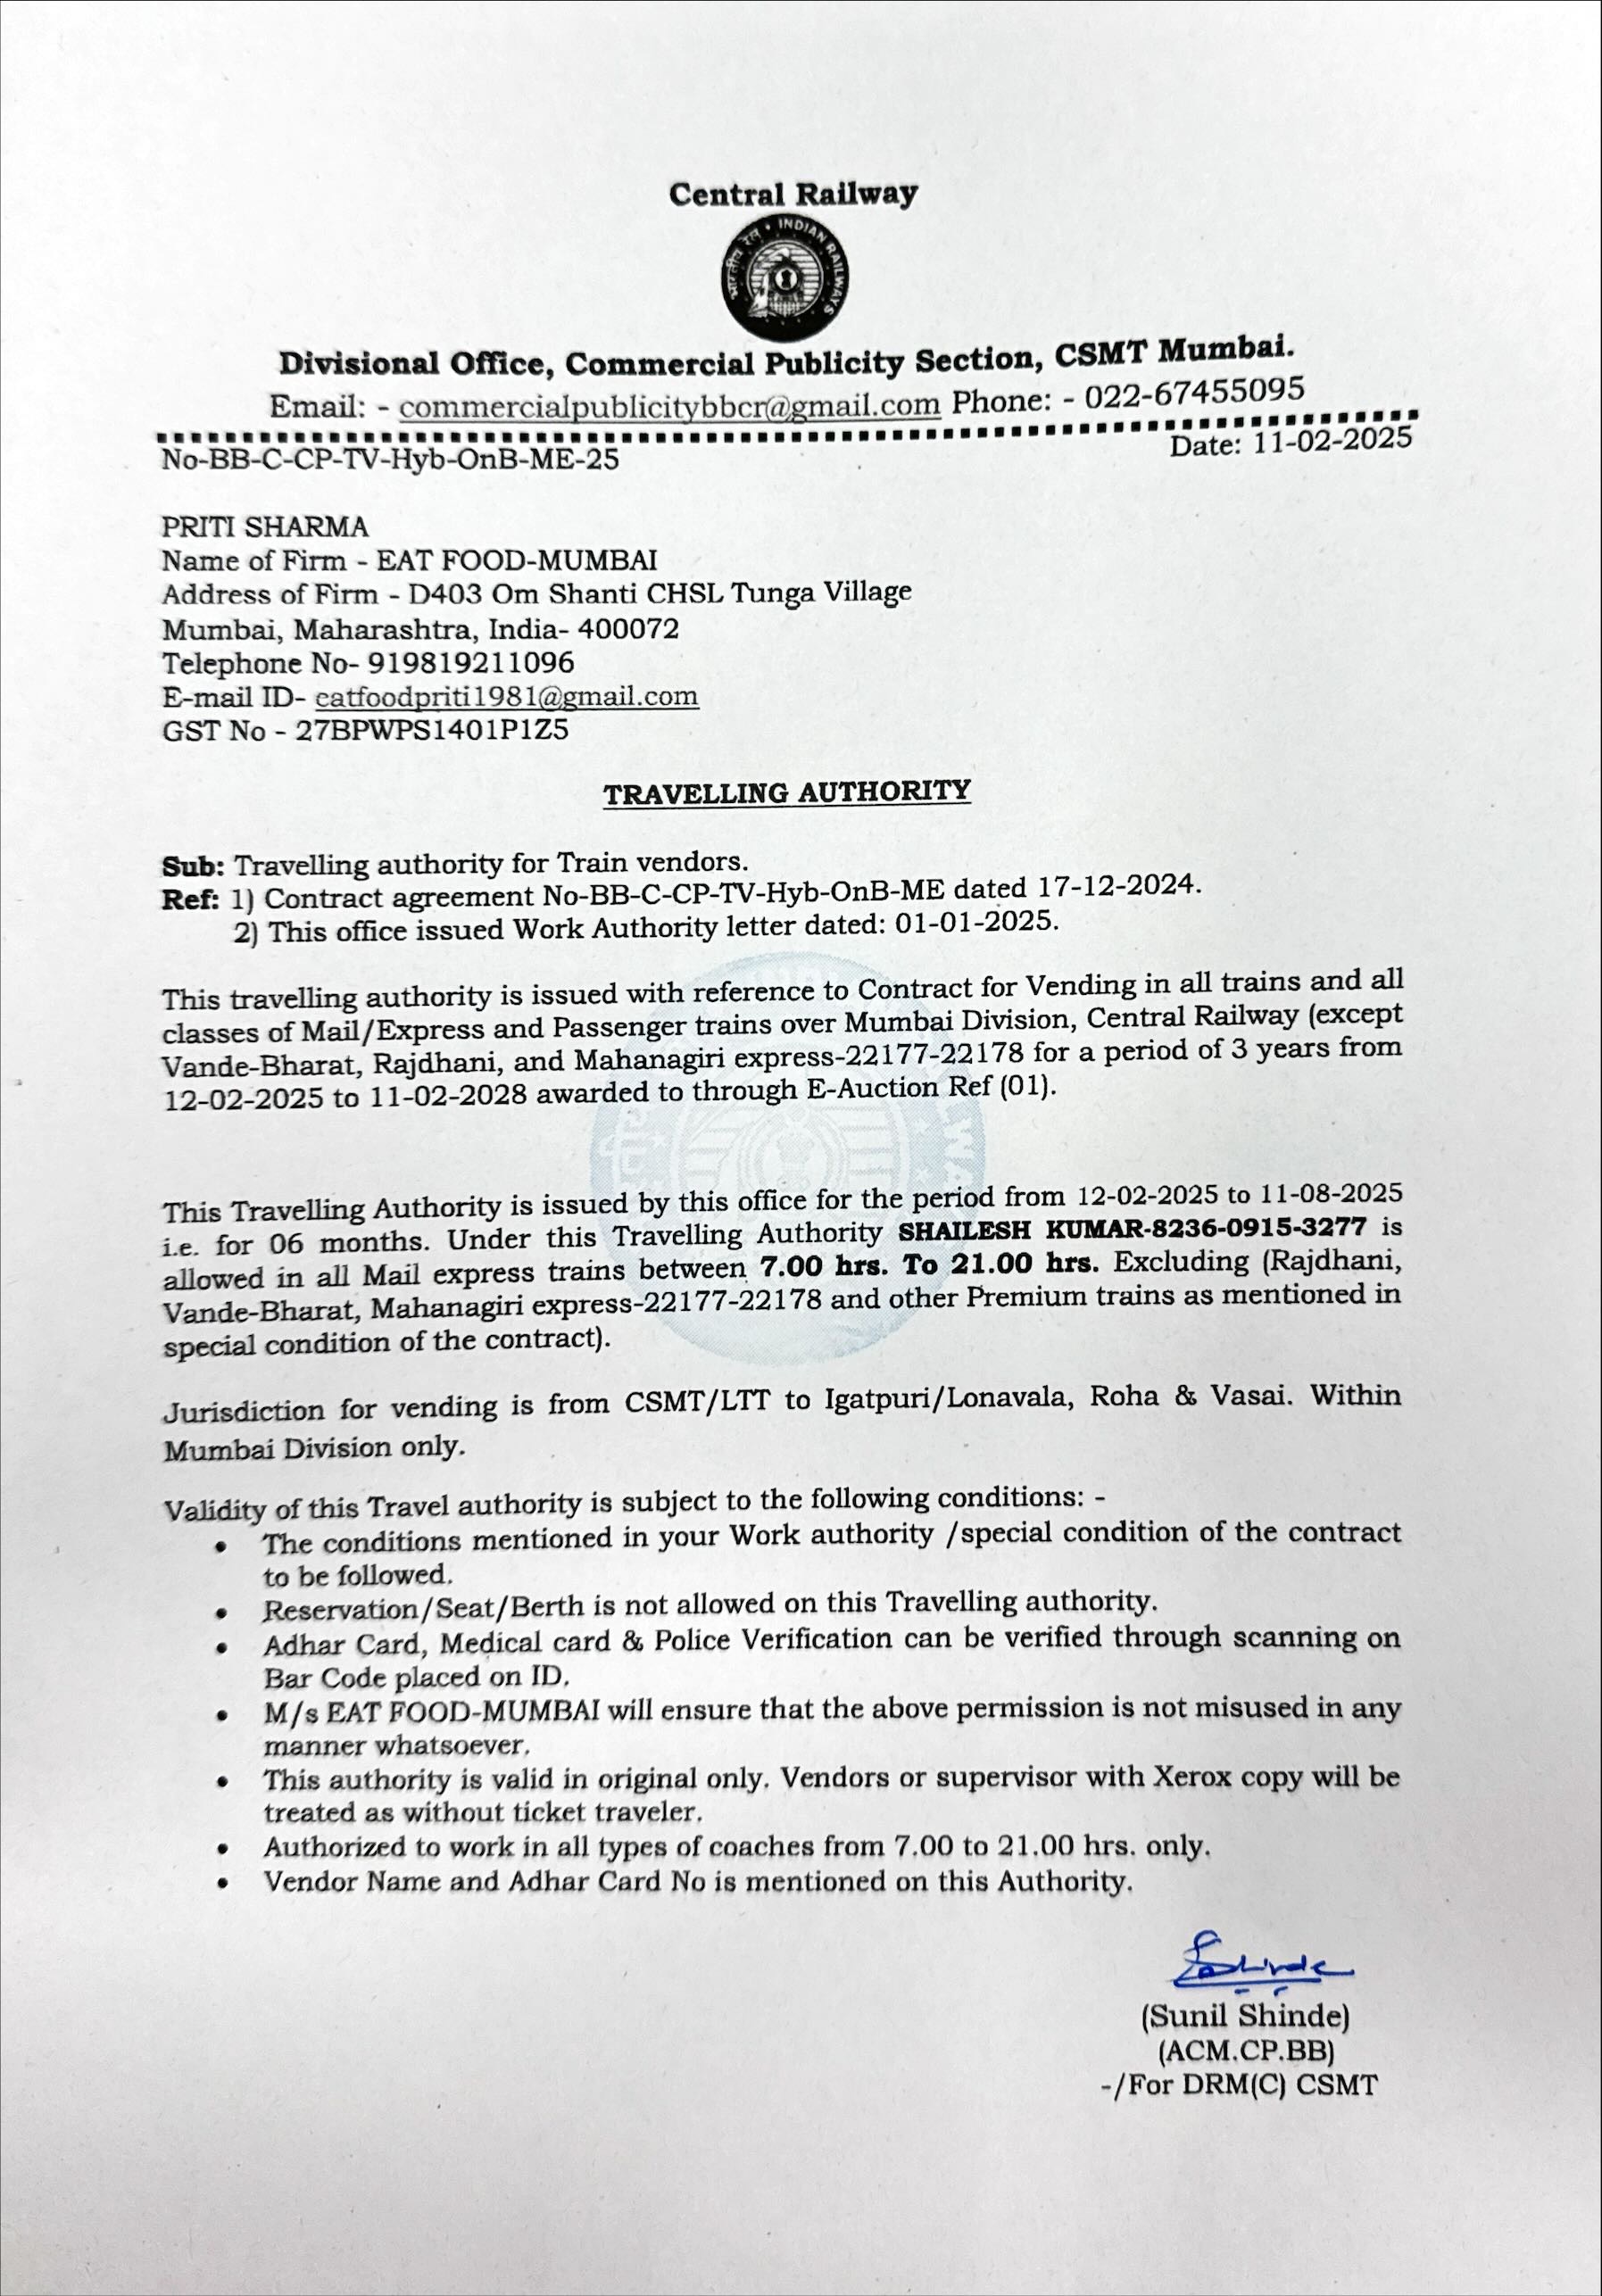 Central Railway
भारतीय रेल • INDIAN RAILWAYS
Divisional Office, Commercial Publicity Section, CSMT Mumbai.
Email: - commercialpublicitybbcr@gmail.com Phone: - 022-67455095
No-BB-C-CP-TV-Hyb-OnB-ME-25 Date: 11-02-2025
PRITI SHARMA
Name of Firm - EAT FOOD-MUMBAI
Address of Firm - D403 Om Shanti CHSL Tunga Village
Mumbai, Maharashtra, India- 400072
Telephone No- 919819211096
E-mail ID- eatfoodpriti1981@gmail.com
GST No - 27BPWPS1401P1Z5
TRAVELLING AUTHORITY
Sub: Travelling authority for Train vendors.
Ref: 1) Contract agreement No-BB-C-CP-TV-Hyb-OnB-ME dated 17-12-2024.
2) This office issued Work Authority letter dated: 01-01-2025.
This travelling authority is issued with reference to Contract for Vending in all trains and all
classes of Mail/Express and Passenger trains over Mumbai Division, Central Railway (except
Vande-Bharat, Rajdhani, and Mahanagiri express-22177-22178 for a period of 3 years from
12-02-2025 to 11-02-2028 awarded to through E-Auction Ref (01).
This Travelling Authority is issued by this office for the period from 12-02-2025 to 11-08-2025
i.e. for 06 months. Under this Travelling Authority SHAILESH KUMAR-8236-0915-3277 is
allowed in all Mail express trains between 7.00 hrs. To 21.00 hrs. Excluding (Rajdhani,
Vande-Bharat, Mahanagiri express-22177-22178 and other Premium trains as mentioned in
special condition of the contract).
Jurisdiction for vending is from CSMT/LTT to Igatpuri/Lonavala, Roha & Vasai. Within
Mumbai Division only.
Validity of this Travel authority is subject to the following conditions: -
• The conditions mentioned in your Work authority /special condition of the contract
to be followed.
• Reservation/Seat/Berth is not allowed on this Travelling authority.
• Adhar Card, Medical card & Police Verification can be verified through scanning on
Bar Code placed on ID.
• M/s EAT FOOD-MUMBAI will ensure that the above permission is not misused in any
manner whatsoever.
• This authority is valid in original only. Vendors or supervisor with Xerox copy will be
treated as without ticket traveler.
• Authorized to work in all types of coaches from 7.00 to 21.00 hrs. only.
• Vendor Name and Adhar Card No is mentioned on this Authority.
Shinde
(Sunil Shinde)
(ACM.CP.BB)
-/For DRM(C) CSMT